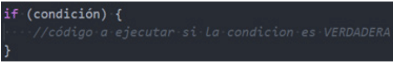 if (condición) {
//código a ejecutar si la condicion es VERDADERA
}